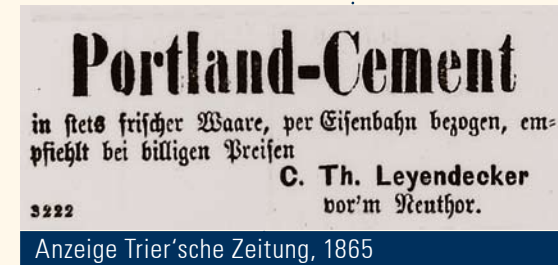 Portland-Cement
in stets frischer Waare, per Eisenbahn bezogen, em=
pfiehlt bei billigen Preisen
C. Th. Leyendecker
3222 vor'm Neuthor.
Anzeige Trier‘sche Zeitung, 1865